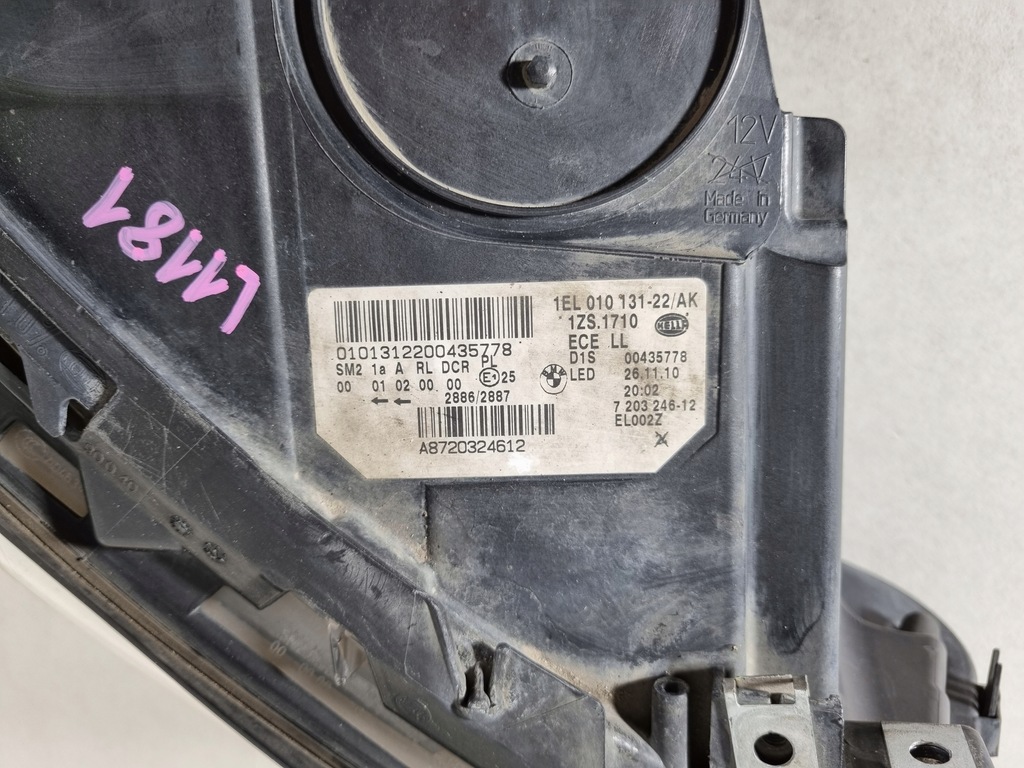 12V
24V
Made in
Germany
L1181
1EL 010 131-22/AK
0101312200435778
1ZS.1710
HELLA
SM2 1a A RL DCR PL
ECE LL
00 01 02 00 00 E1 25
D1S 00435778
LED 26.11.10
2886/2887
20:02
7 203 246-12
A8720324612
EL002Z